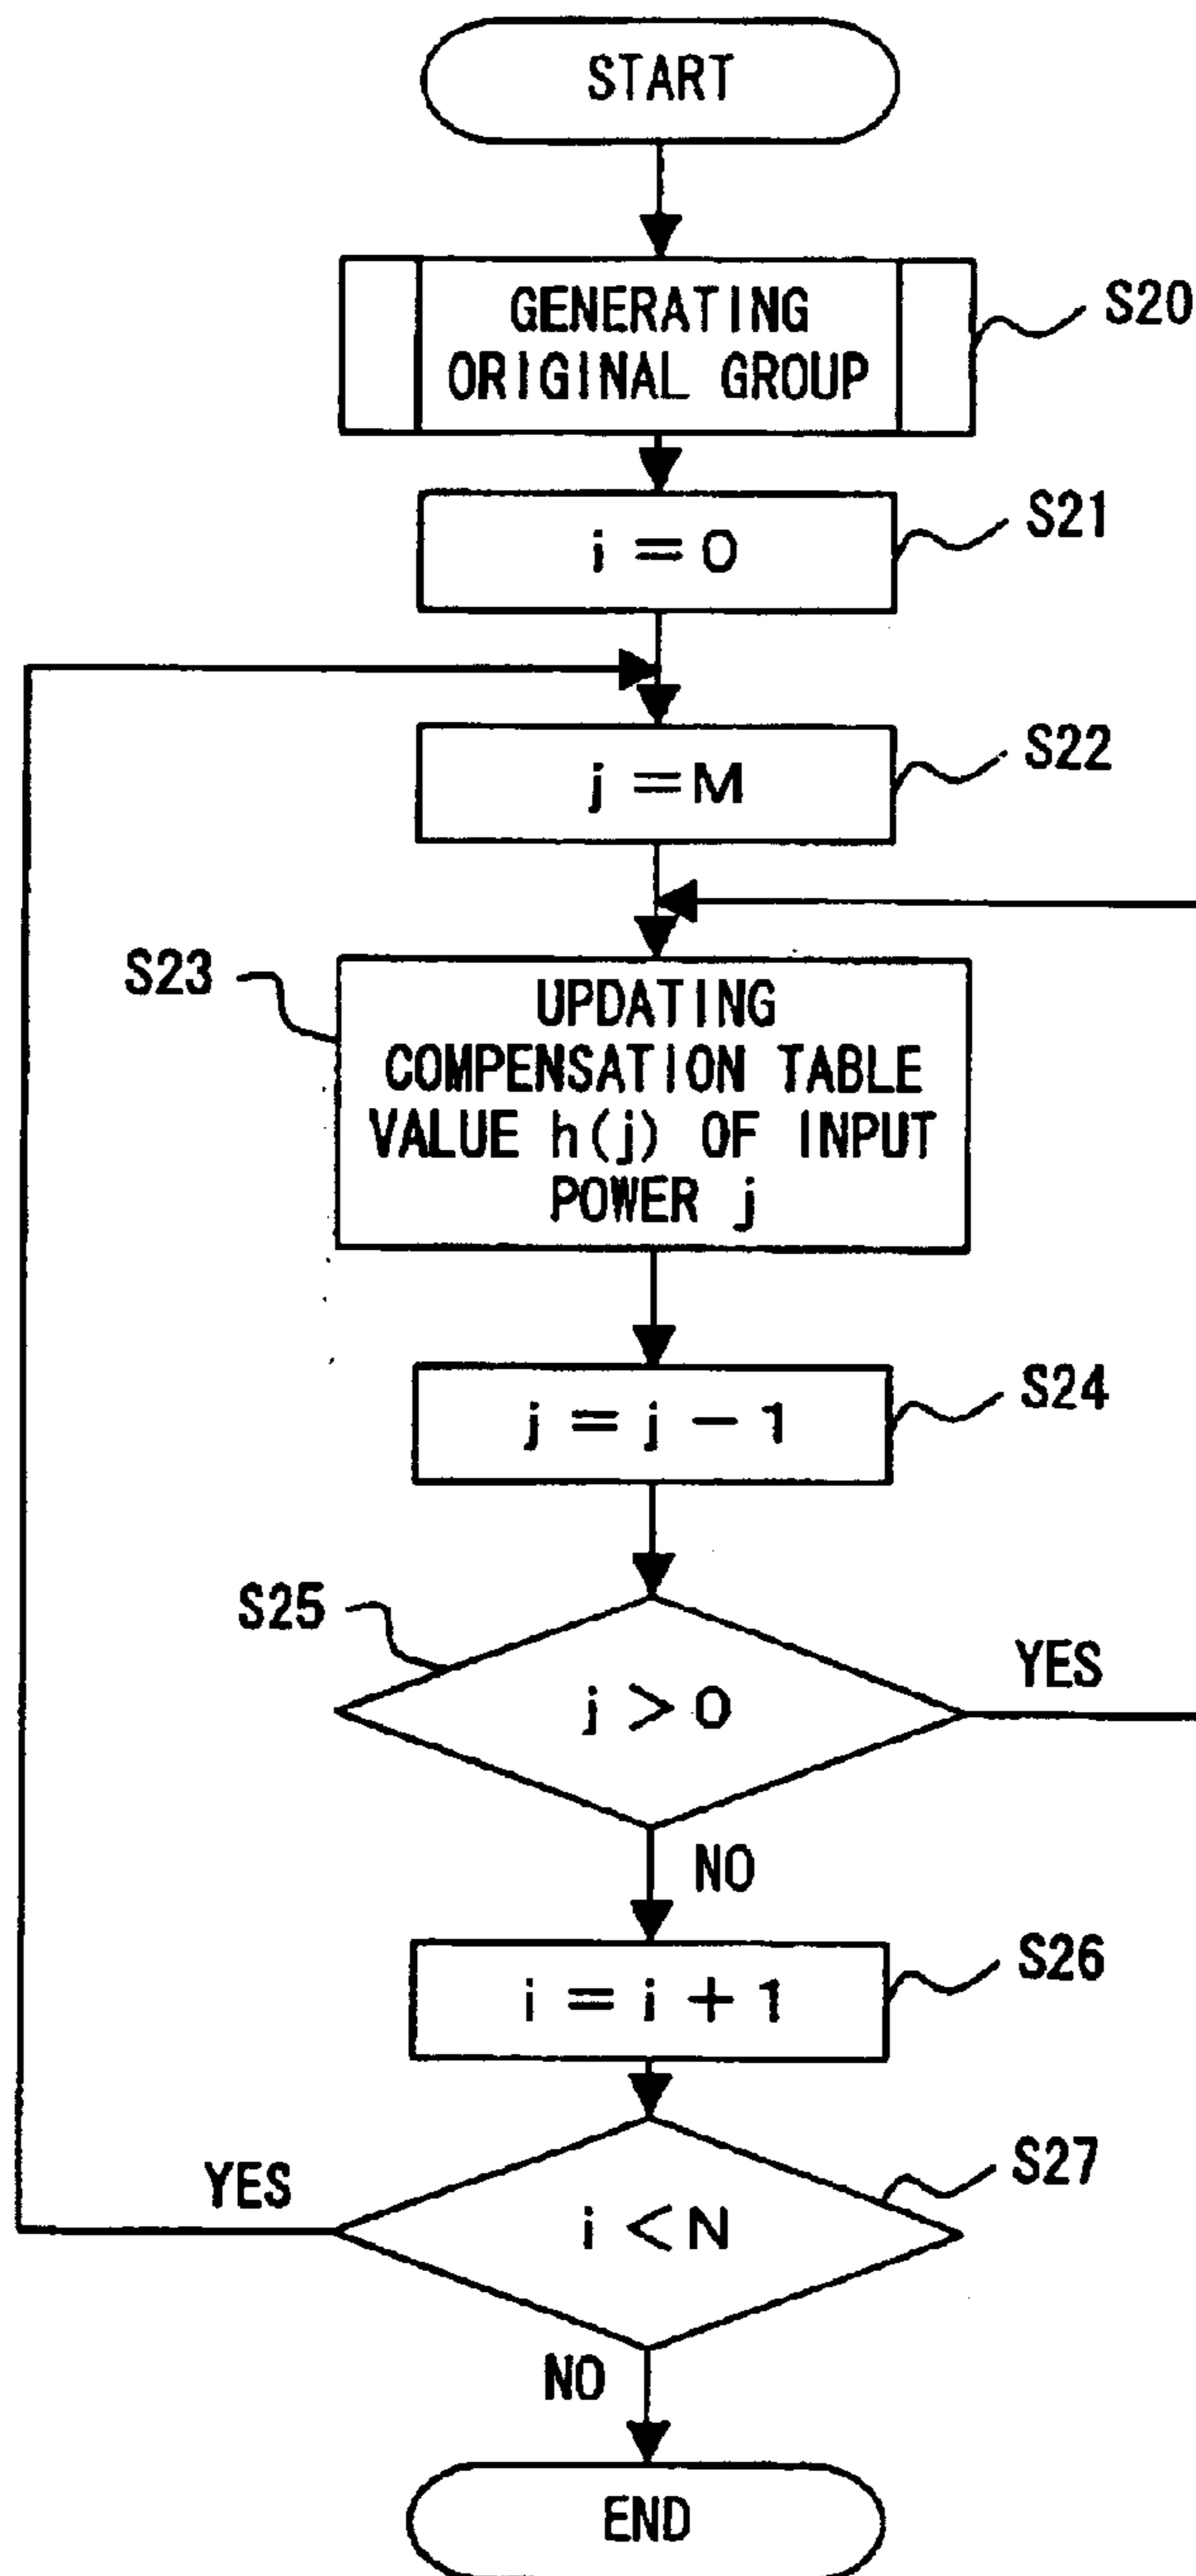 START
GENERATING
ORIGINAL GROUP
S20
i = 0
S21
j = M
S22
S23
UPDATING
COMPENSATION TABLE
VALUE h(j) OF INPUT
POWER j
j = j - 1
S24
S25
j > 0
YES
NO
i = i + 1
S26
S27
YES
i < N
NO
END